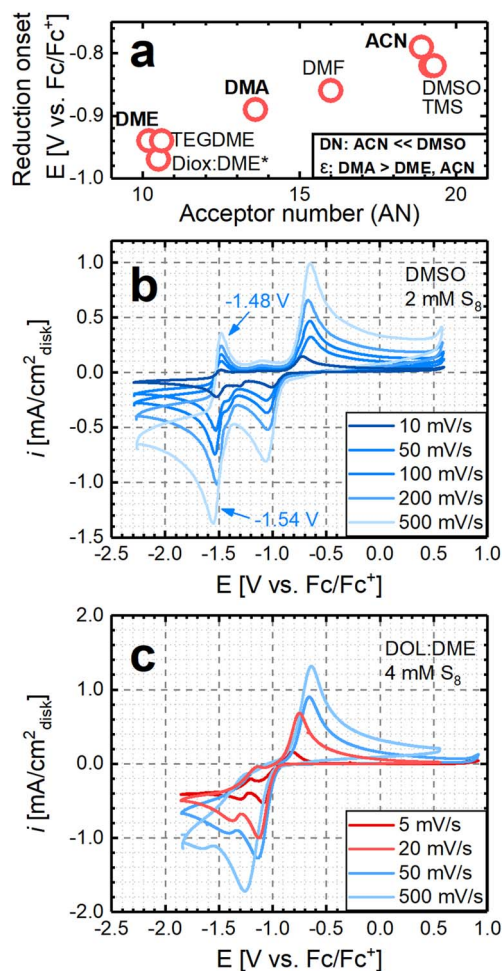 Reduction onset
E [V vs. Fc/Fc⁺]
-0.8
-0.9
-1.0
a
DME
TEGDME
Diox:DME*
DMA
DMF
ACN
DMSO
TMS
DN: ACN << DMSO
ε: DMA > DME, ACN
10
15
20
Acceptor number (AN)
b
DMSO
2 mM S₈
-1.48 V
-1.54 V
i [mA/cm²disk]
1.0
0.5
0.0
-0.5
-1.0
-1.5
10 mV/s
50 mV/s
100 mV/s
200 mV/s
500 mV/s
-2.5 -2.0 -1.5 -1.0 -0.5 0.0 0.5 1.0
E [V vs. Fc/Fc⁺]
c
DOL:DME
4 mM S₈
i [mA/cm²disk]
2.0
1.0
0.0
-1.0
-2.0
5 mV/s
20 mV/s
50 mV/s
500 mV/s
-2.5 -2.0 -1.5 -1.0 -0.5 0.0 0.5 1.0
E [V vs. Fc/Fc⁺]